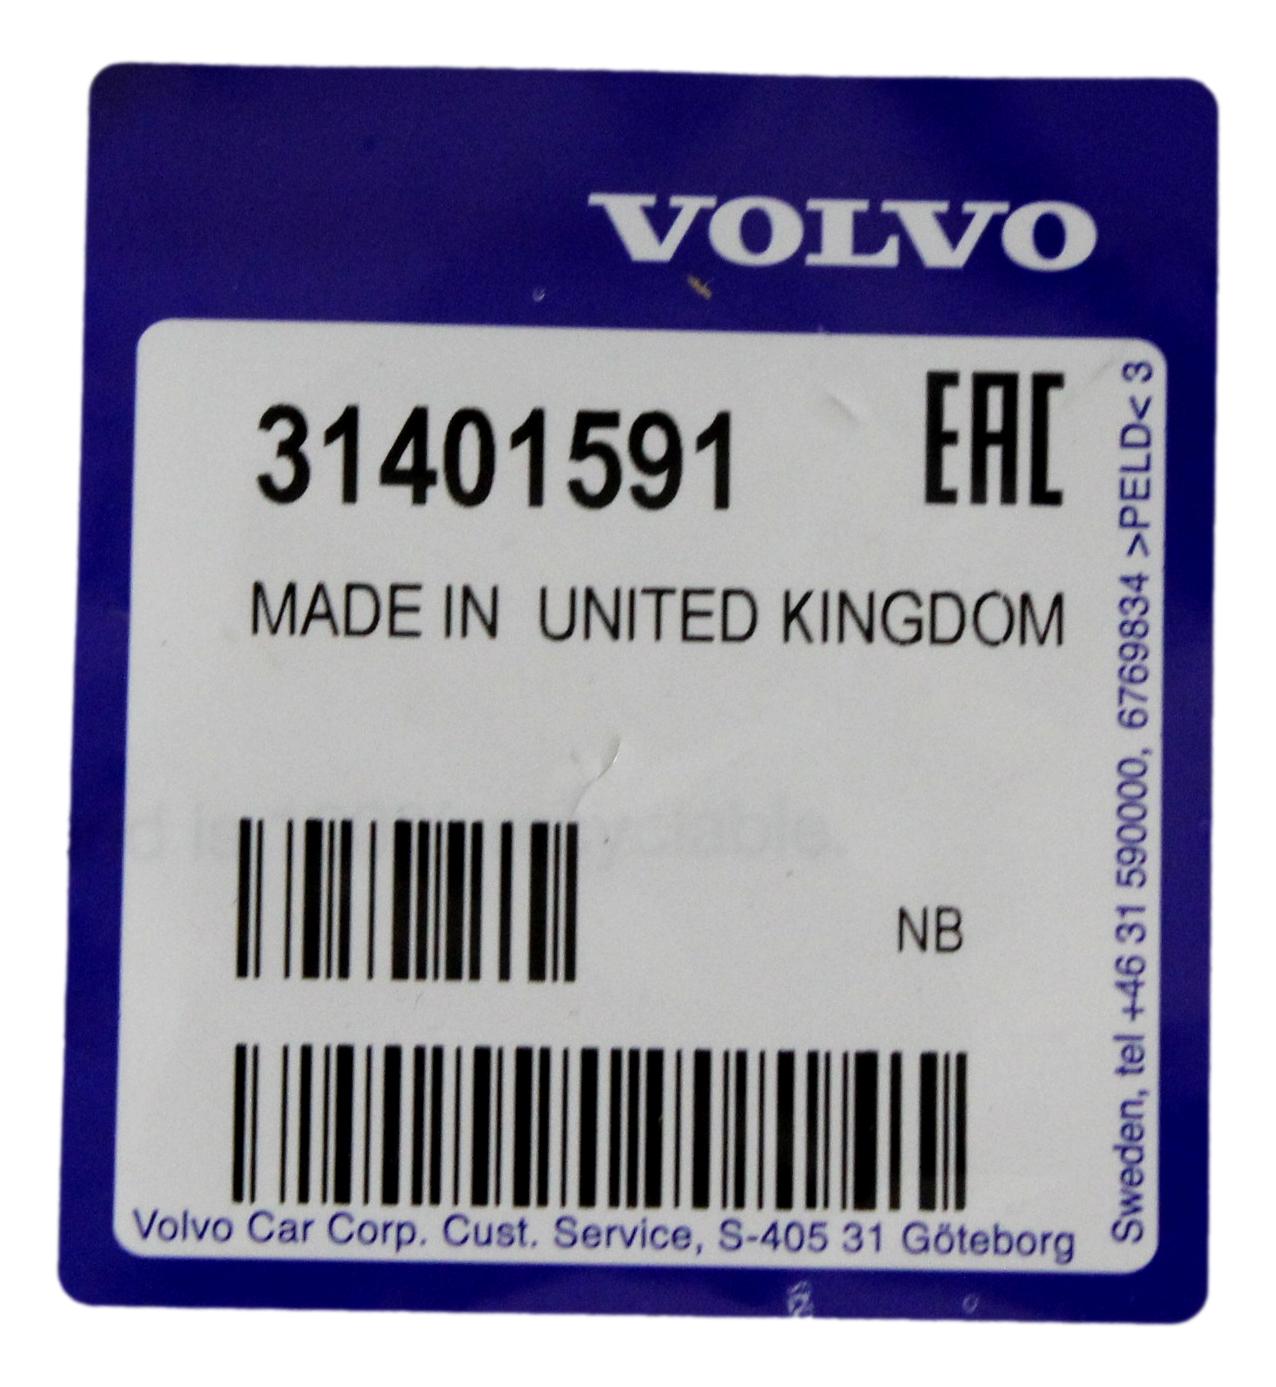 VOLVO
31401591
EAC
MADE IN UNITED KINGDOM
NB
Volvo Car Corp. Cust. Service, S-405 31 Göteborg
Sweden, tel +46 31 590000, 6769834 >PELD< 3